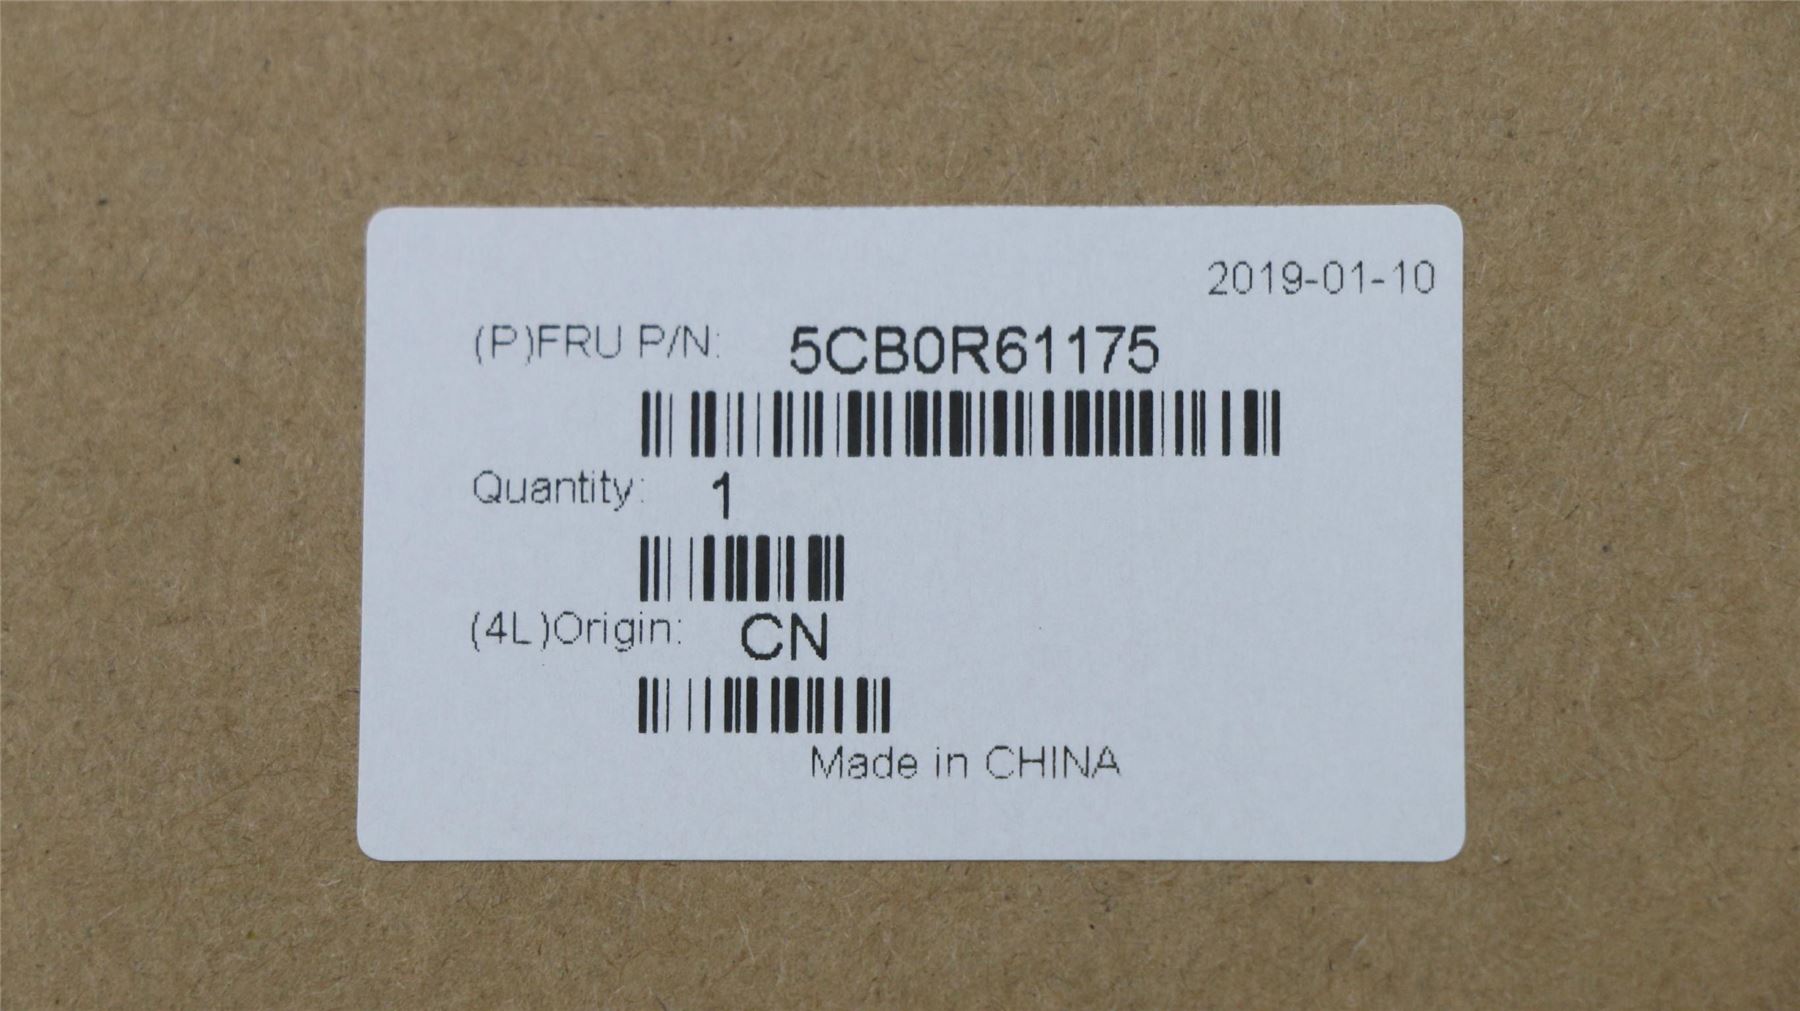 2019-01-10
(P)FRU P/N: 5CB0R61175
Quantity: 1
(4L)Origin: CN
Made in CHINA